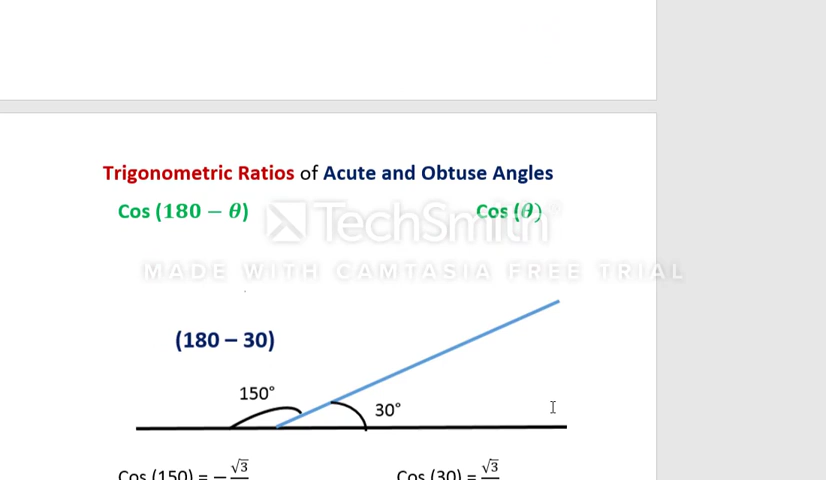 Trigonometric Ratios of Acute and Obtuse Angles
Cos (180 − θ) Cos (θ)
TechSmith
MADE WITH CAMTASIA FREE TRIAL
(180 – 30)
150°
30°
Cos (150) = − √3 Cos (30) = √3